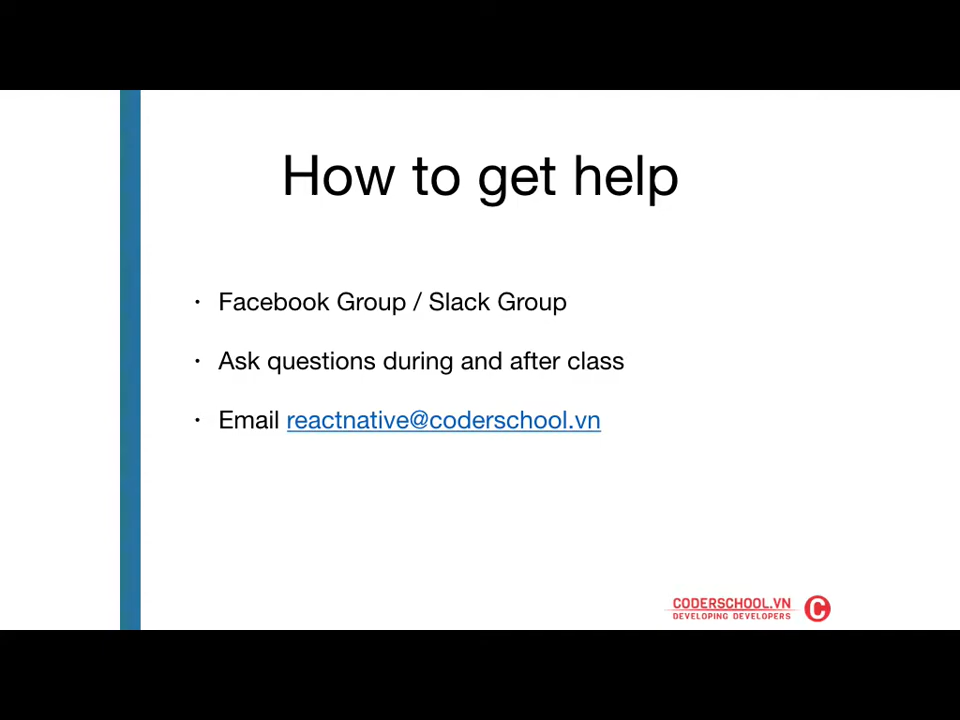 How to get help
• Facebook Group / Slack Group
• Ask questions during and after class
• Email reactnative@coderschool.vn
CODERSCHOOL.VN
DEVELOPING DEVELOPERS
C